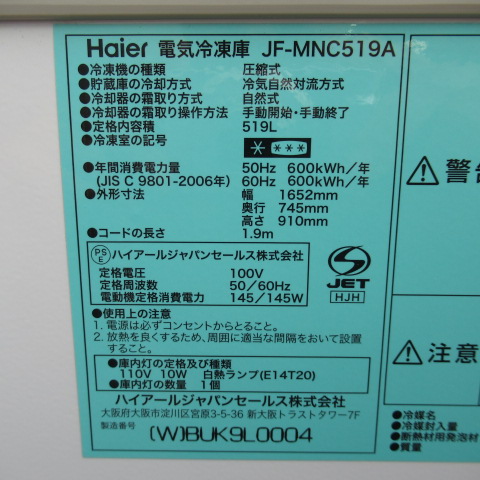 Haier 電気冷凍庫 JF-MNC519A
●冷凍機の種類 圧縮式
●貯蔵庫の冷却方式 冷気自然対流方式
●冷却器の霜取り方式 自然式
●冷却器の霜取り操作方法 手動開始・手動終了
●定格内容積 519L
●冷凍室の記号 * ***
●年間消費電力量 50Hz 600kWh/年
(JIS C 9801-2006年) 60Hz 600kWh/年
●外形寸法 幅 1652mm
奥行 745mm
高さ 910mm
●コードの長さ 1.9m
PSE ハイアールジャパンセールス株式会社
定格電圧 100V
定格周波数 50/60Hz
電動機定格消費電力 145/145W
S JET
HJH
●使用上の注意
1. 電源は必ずコンセントからとること。
2. 放熱を良くするため、周囲に適当な間隔をおいて設置
すること。
●庫内灯の定格及び種類
110V 10W 白熱ランプ(E14T20)
●庫内灯の数量 1個
ハイアールジャパンセールス株式会社
大阪府大阪市淀川区宮原3-5-36 新大阪トラストタワー7F
製造番号
(W)BUK9L0004
警告
注意
●冷媒名
●冷媒封入量
●断熱材用発泡材
●質量